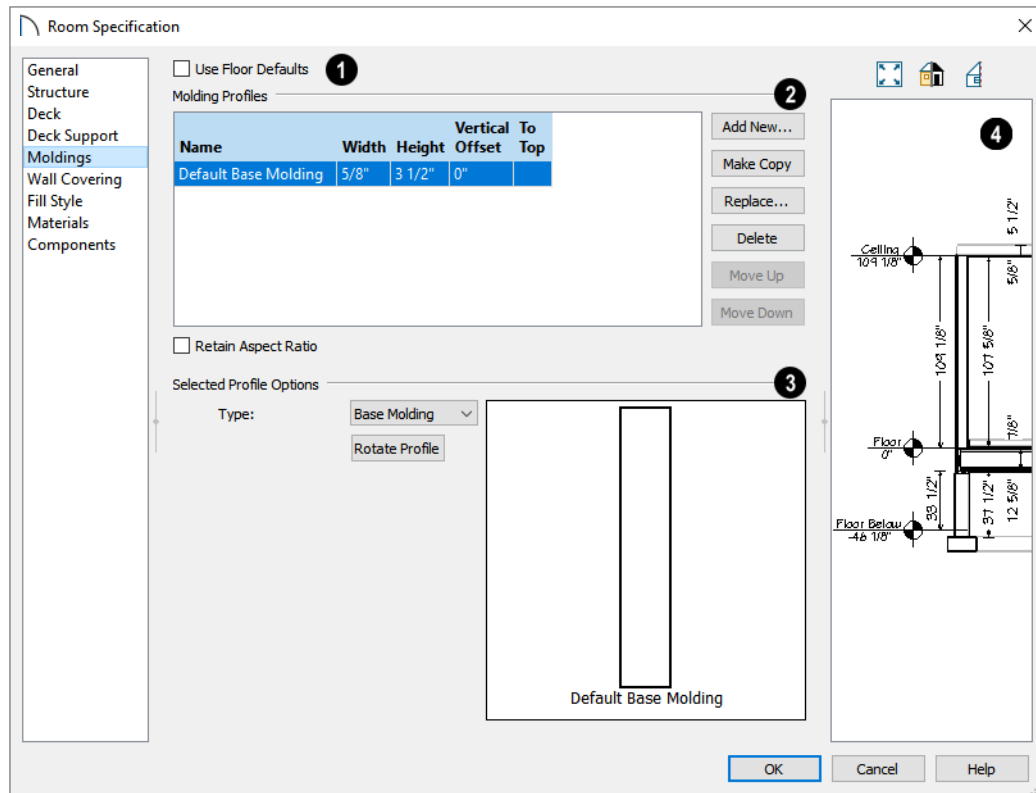 Room Specification
General
Structure
Deck
Deck Support
Moldings
Wall Covering
Fill Style
Materials
Components
Use Floor Defaults
1
Molding Profiles
2
Name Width Height Vertical Offset To Top
Default Base Molding 5/8" 3 1/2" 0"
Add New...
Make Copy
Replace...
Delete
Move Up
Move Down
Retain Aspect Ratio
Selected Profile Options
3
Type: Base Molding
Rotate Profile
Default Base Molding
4
5 1/2"
Ceiling
109 1/8"
5/8"
109 1/8"
107 5/8"
7/8"
Floor
0"
33 1/2"
37 1/2"
12 5/8"
Floor Below
-46 1/8"
OK
Cancel
Help